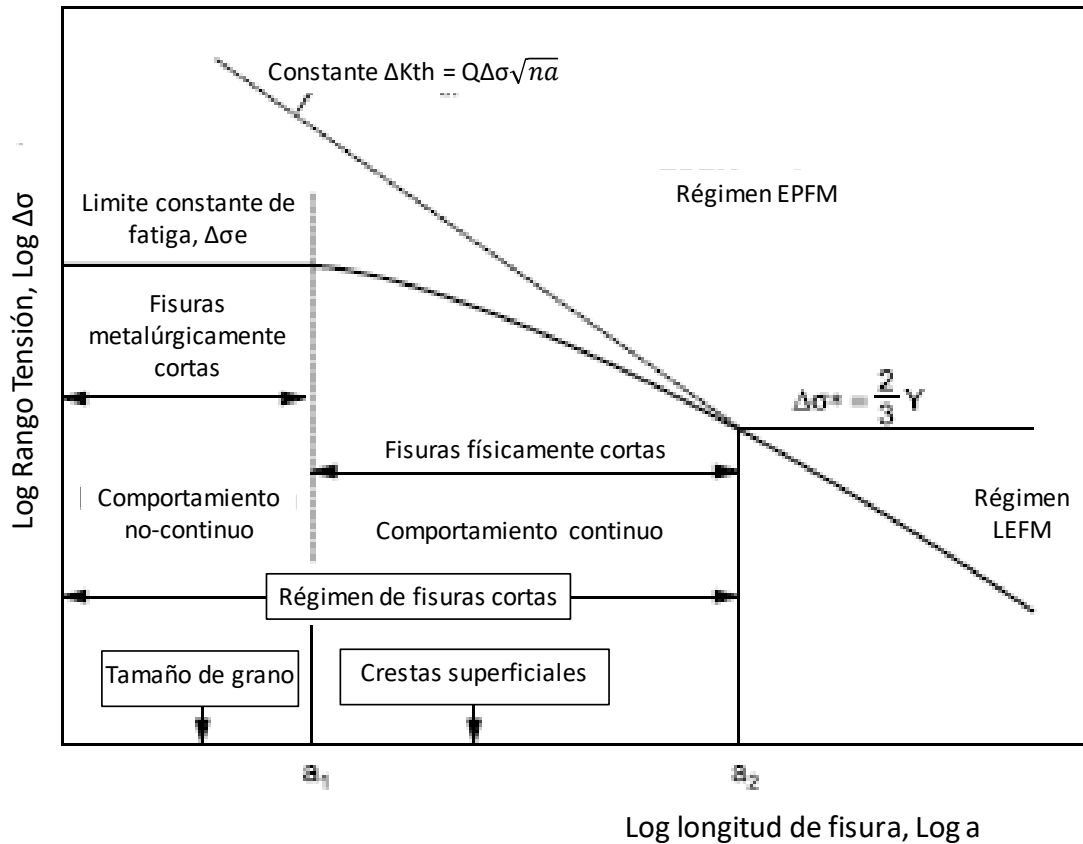 Constante ΔKth = QΔσ√na
Régimen EPFM
Limite constante de
fatiga, Δσe
Log Rango Tensión, Log Δσ
Fisuras
metalúrgicamente
cortas
Δσ* = 2/3 Y
Fisuras físicamente cortas
Comportamiento
no-continuo
Comportamiento continuo
Régimen
LEFM
Régimen de fisuras cortas
Tamaño de grano
Crestas superficiales
a1
a2
Log longitud de fisura, Log a